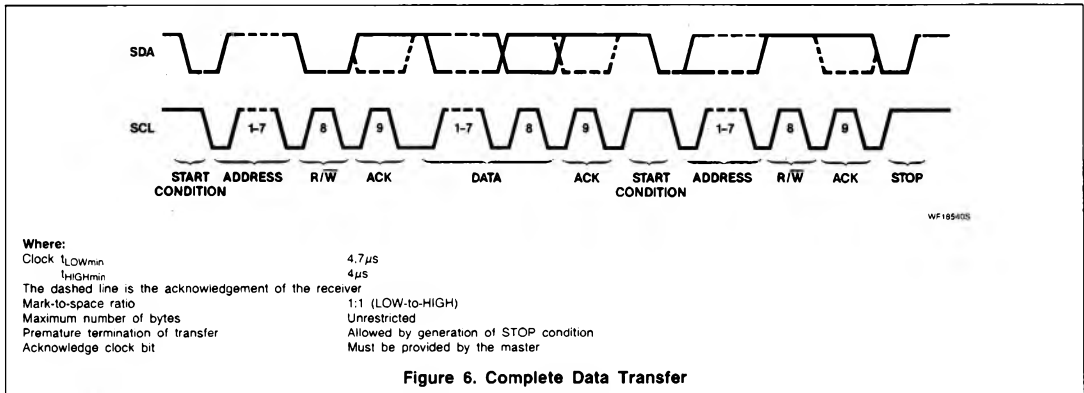 SDA
SCL 1-7 8 9 1-7 8 9 1-7 8 9
START CONDITION ADDRESS R/W̅ ACK DATA ACK START CONDITION ADDRESS R/W̅ ACK STOP
WF18540S
Where:
Clock tLOWmin 4.7μs
tHIGHmin 4μs
The dashed line is the acknowledgement of the receiver
Mark-to-space ratio 1:1 (LOW-to-HIGH)
Maximum number of bytes Unrestricted
Premature termination of transfer Allowed by generation of STOP condition
Acknowledge clock bit Must be provided by the master
Figure 6. Complete Data Transfer